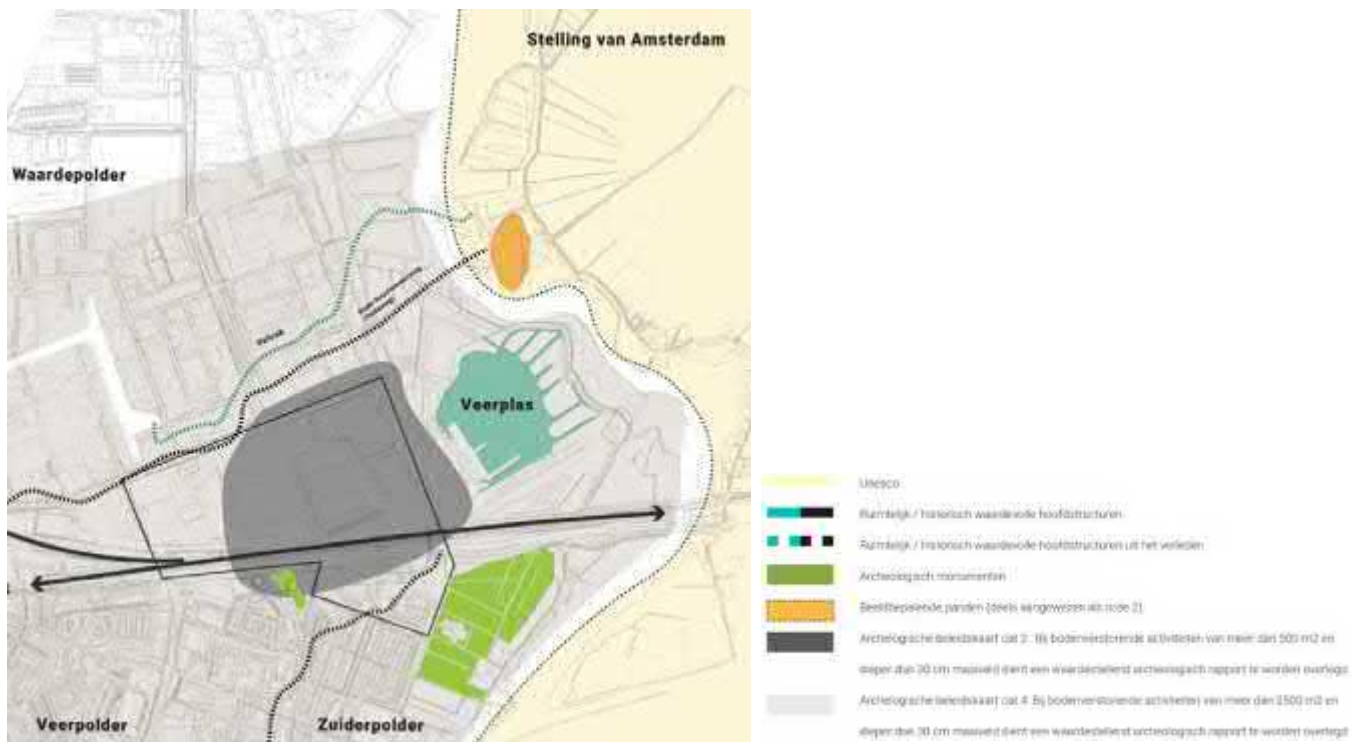 Stelling van Amsterdam
Waardepolder
Veerplas
Veerpolder
Zuiderpolder
Unesco
Ruimtelijk / historisch waardevolle hoofdstructuren
Ruimtelijk / historisch waardevolle hoofdstructuren uit het verleden
Archeologisch monumenten
Beeldbepalende panden (deels aangewezen als orde 2)
Archelogische beleidskaart cat 2: Bij bodemverstorende activiteiten van meer dan 500 m2 en
dieper dan 30 cm maaiveld dient een waardestellend archeologisch rapport te worden overlegd
Archelogische beleidskaart cat 4: Bij bodemverstorende activiteiten van meer dan 2500 m2 en
dieper dan 30 cm maaiveld dient een waardestellend archeologisch rapport te worden overlegd